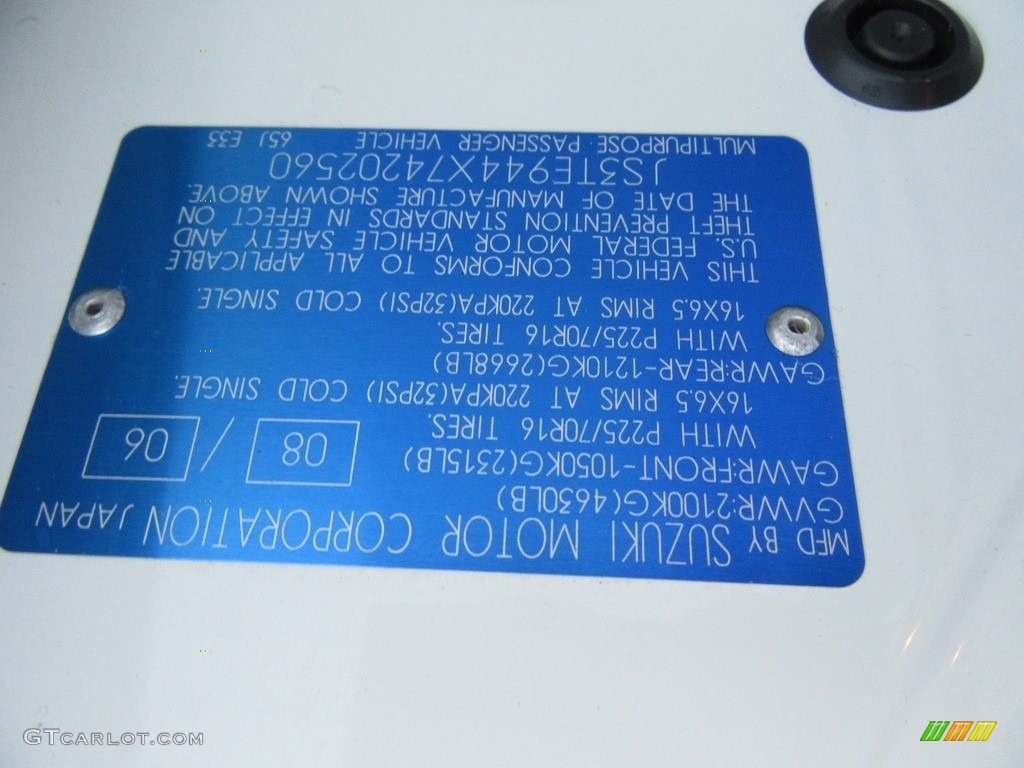 MFD BY SUZUKI MOTOR CORPORATION JAPAN
GVWR:2100KG(4630LB)
GAWR:FRONT-1050KG(2315LB)
08 / 06
WITH P225/70R16 TIRES.
16X6.5 RIMS AT 220KPA(32PSI) COLD SINGLE.
GAWR:REAR-1210KG(2668LB)
WITH P225/70R16 TIRES.
16X6.5 RIMS AT 220KPA(32PSI) COLD SINGLE.
THIS VEHICLE CONFORMS TO ALL APPLICABLE
U.S. FEDERAL MOTOR VEHICLE SAFETY AND
THEFT PREVENTION STANDARDS IN EFFECT ON
THE DATE OF MANUFACTURE SHOWN ABOVE.
JS3TE944X74202560
MULTIPURPOSE PASSENGER VEHICLE 65J E33
GTCARLOT.COM